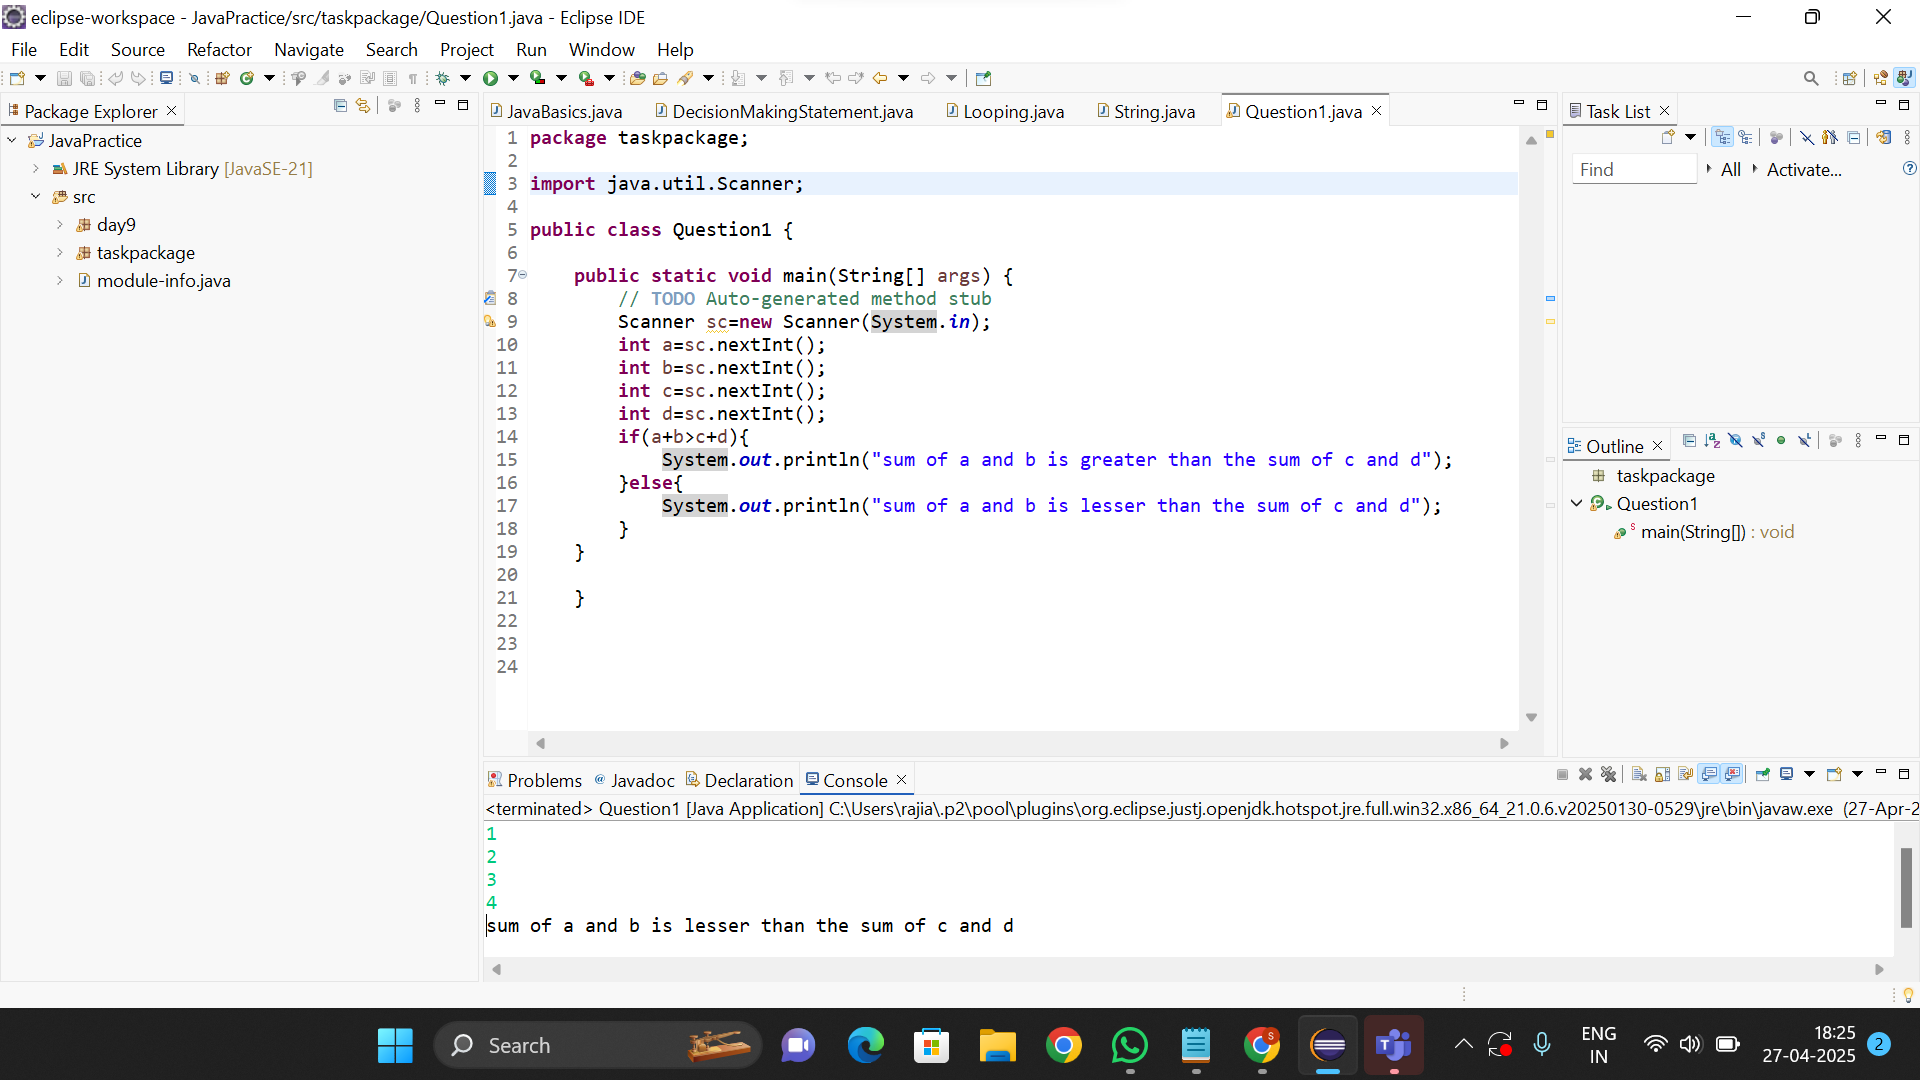 eclipse-workspace - JavaPractice/src/taskpackage/Question1.java - Eclipse IDE
File Edit Source Refactor Navigate Search Project Run Window Help
Package Explorer
JavaPractice
JRE System Library [JavaSE-21]
src
day9
taskpackage
module-info.java
JavaBasics.java DecisionMakingStatement.java Looping.java String.java Question1.java
1 package taskpackage;
2
3 import java.util.Scanner;
4
5 public class Question1 {
6
7 public static void main(String[] args) {
8 // TODO Auto-generated method stub
9 Scanner sc=new Scanner(System.in);
10 int a=sc.nextInt();
11 int b=sc.nextInt();
12 int c=sc.nextInt();
13 int d=sc.nextInt();
14 if(a+b>c+d){
15 System.out.println("sum of a and b is greater than the sum of c and d");
16 }else{
17 System.out.println("sum of a and b is lesser than the sum of c and d");
18 }
19 }
20
21 }
22
23
24
Task List
Find All Activate...
Outline
taskpackage
Question1
main(String[]) : void
Problems Javadoc Declaration Console
<terminated> Question1 [Java Application] C:\Users\rajia\.p2\pool\plugins\org.eclipse.justj.openjdk.hotspot.jre.full.win32.x86_64_21.0.6.v20250130-0529\jre\bin\javaw.exe (27-Apr-2
1
2
3
4
sum of a and b is lesser than the sum of c and d
Search
ENG
IN
18:25
27-04-2025
2